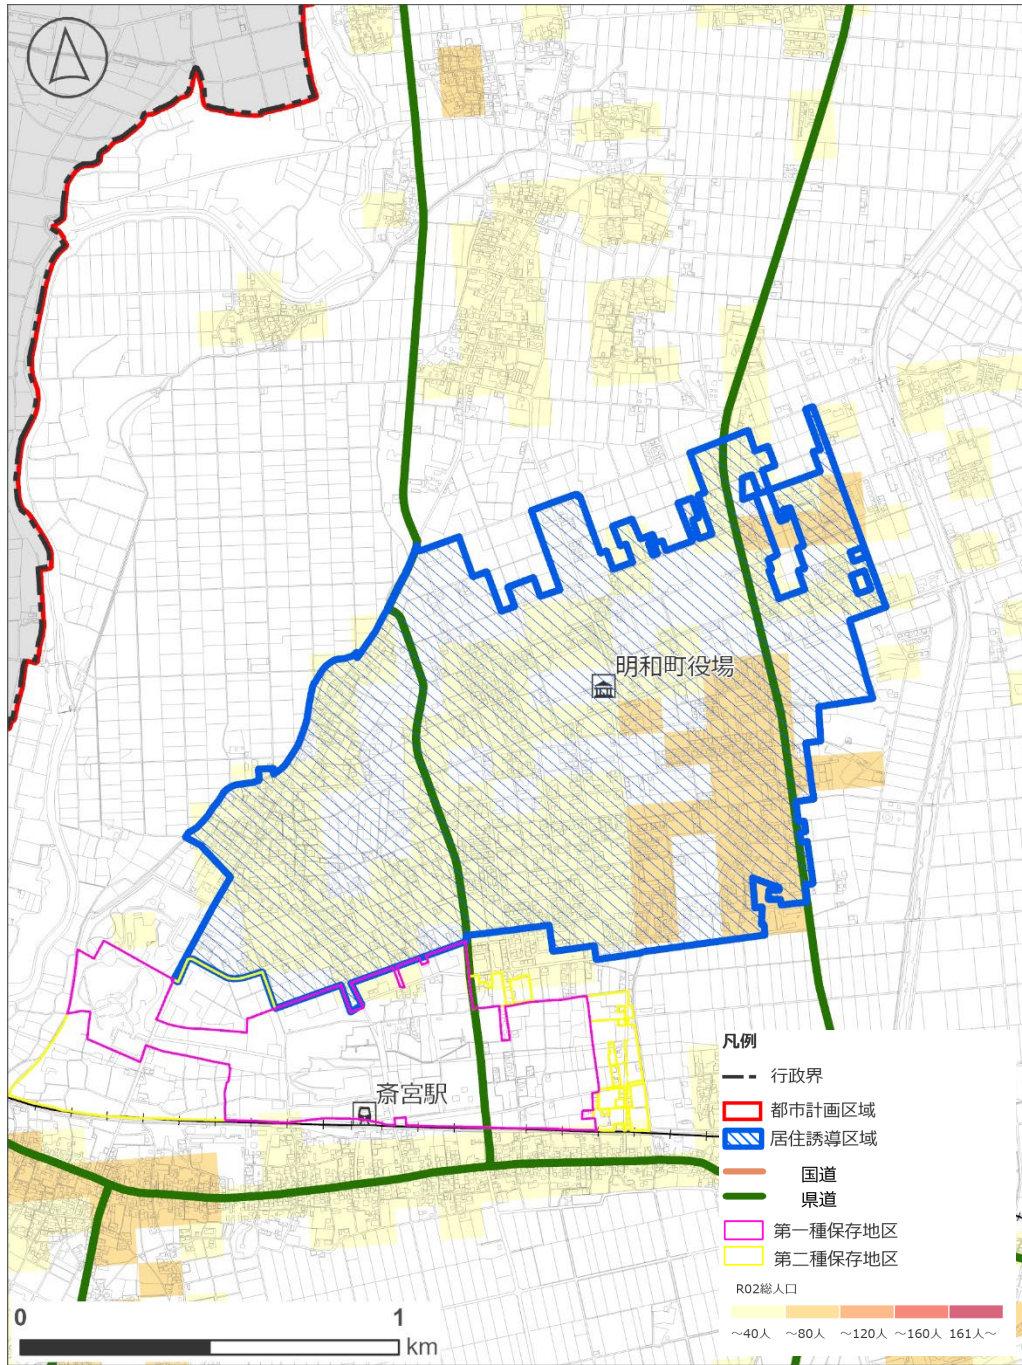 明和町役場
斎宮駅
凡例
行政界
都市計画区域
居住誘導区域
国道
県道
第一種保存地区
第二種保存地区
R02総人口
～40人 ～80人 ～120人 ～160人 161人～
0 1
km